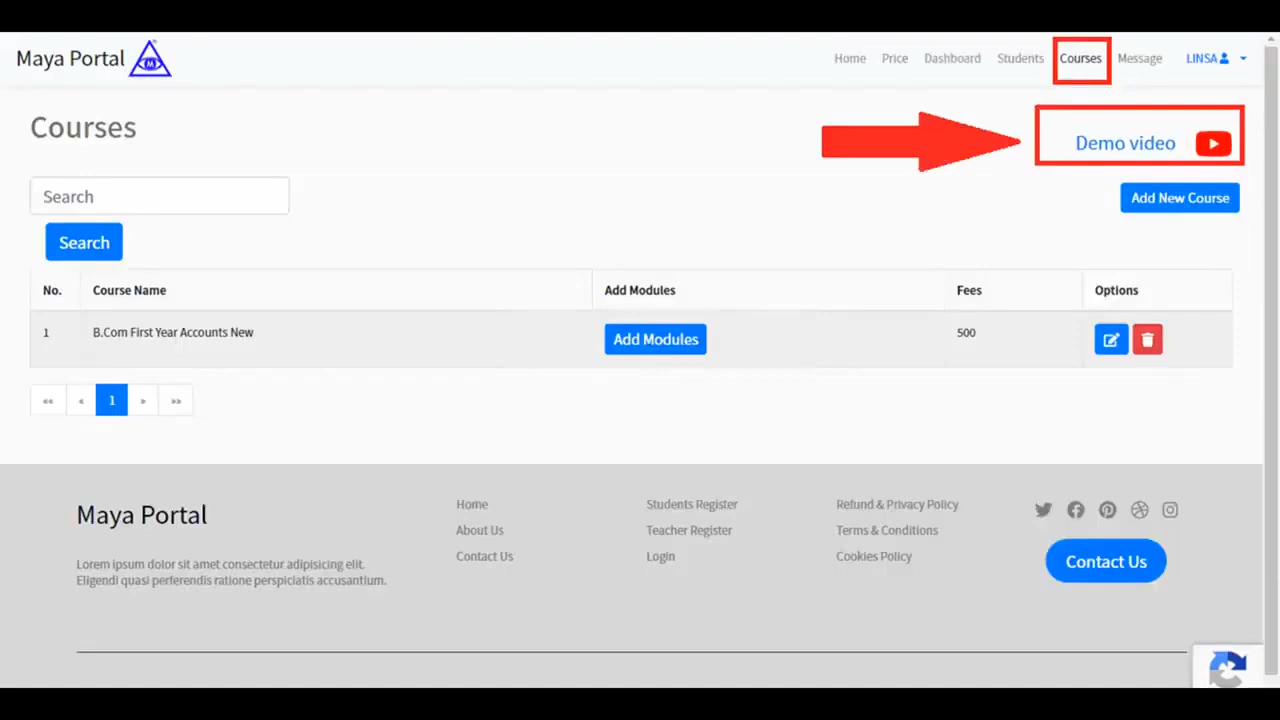 Maya Portal
Home Price Dashboard Students Courses Message LINSA
Courses
Demo video
Search
Add New Course
Search
No. Course Name Add Modules Fees Options
1 B.Com First Year Accounts New Add Modules 500
«« « 1 » »»
Maya Portal
Lorem ipsum dolor sit amet consectetur adipisicing elit.
Eligendi quasi perferendis ratione perspiciatis accusantium.
Home
About Us
Contact Us
Students Register
Teacher Register
Login
Refund & Privacy Policy
Terms & Conditions
Cookies Policy
Contact Us